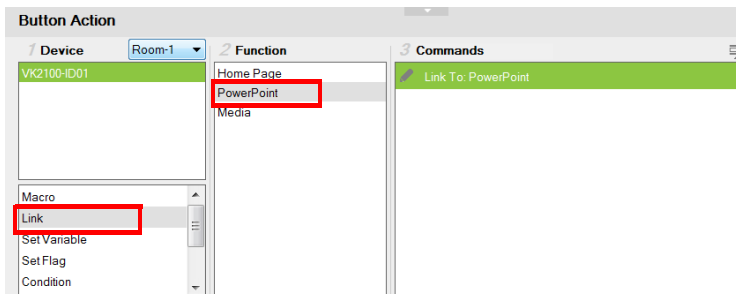 Button Action
1 Device
Room-1
2 Function
3 Commands
VK2100-ID01
Home Page
PowerPoint
Media
Link To: PowerPoint
Macro
Link
Set Variable
Set Flag
Condition